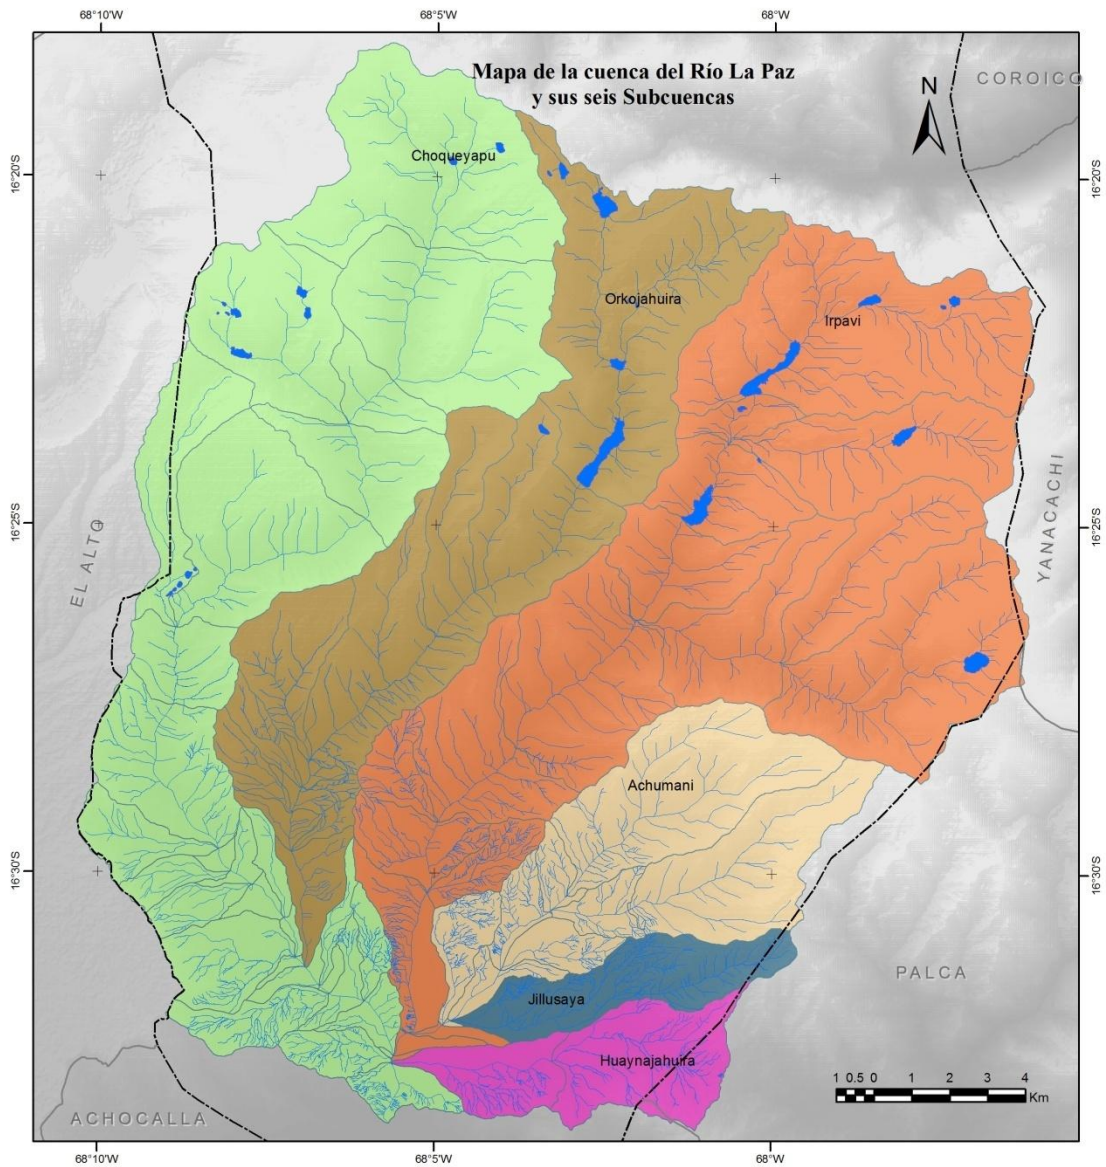 68°10'W
68°5'W
68°W
Mapa de la cuenca del Río La Paz
y sus seis Subcuencas
COROICO
N
Choqueyapu
16°20'S
16°20'S
Orkojahuira
Irpavi
16°25'S
16°25'S
EL ALTO
YANACACHI
Achumani
16°30'S
16°30'S
PALCA
Jillusaya
Huaynajahuira
1 0.5 0 1 2 3 4
Km
ACHOCALLA
68°10'W
68°5'W
68°W